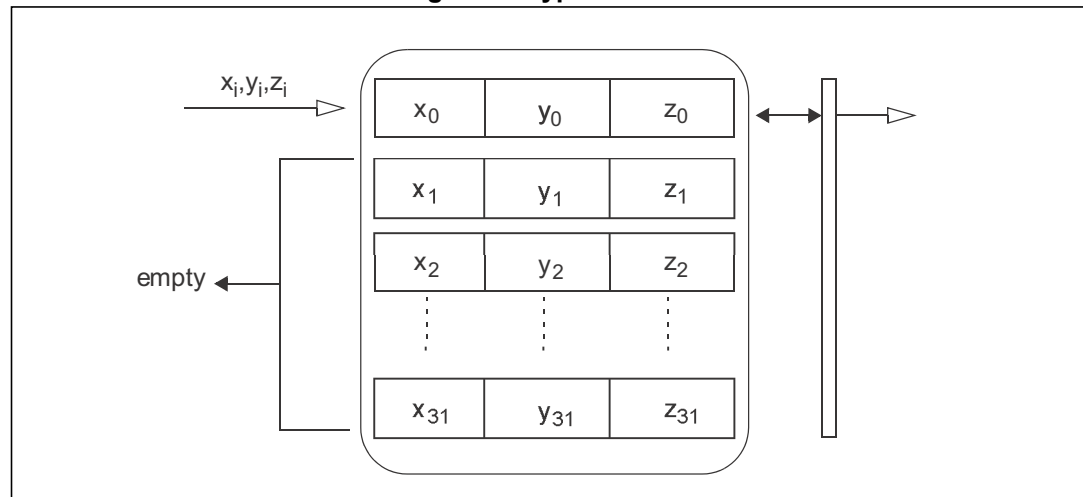 xᵢ,yᵢ,zᵢ
x₀ y₀ z₀
x₁ y₁ z₁
x₂ y₂ z₂
empty
x₃₁ y₃₁ z₃₁